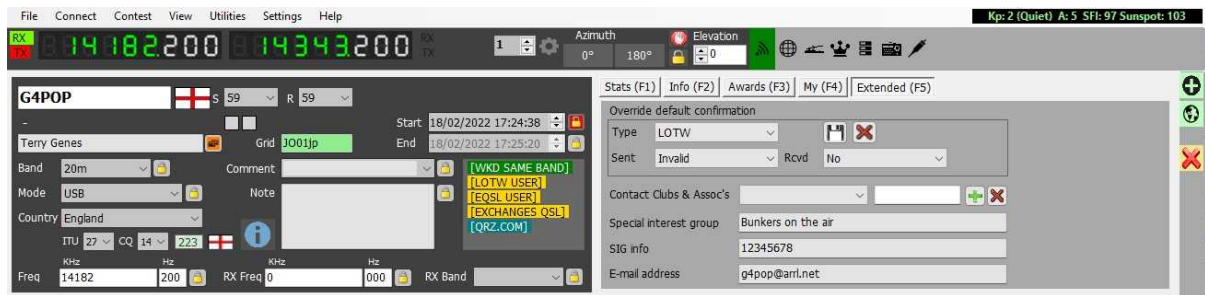 File Connect Contest View Utilities Settings Help
Kp: 2 (Quiet) A: 5 SFI: 97 Sunspot: 103
RX 14182.200 14343.200 RX 1 Azimuth Elevation
TX TX 0° 180° 0
G4POP S 59 R 59
- Start 18/02/2022 17:24:38
Terry Genes Grid JO01jp End 18/02/2022 17:25:20
Band 20m Comment [WKD SAME BAND]
Mode USB Note [LOTW USER]
[EQSL USER]
Country England [EXCHANGES QSL]
ITU 27 CQ 14 223 [QRZ.COM]
KHz Hz KHz Hz
Freq 14182 200 RX Freq 0 000 RX Band
Stats (F1) Info (F2) Awards (F3) My (F4) Extended (F5)
Override default confirmation
Type LOTW
Sent Invalid Rcvd No
Contact Clubs & Assoc's
Special interest group Bunkers on the air
SIG info 12345678
E-mail address g4pop@arrl.net